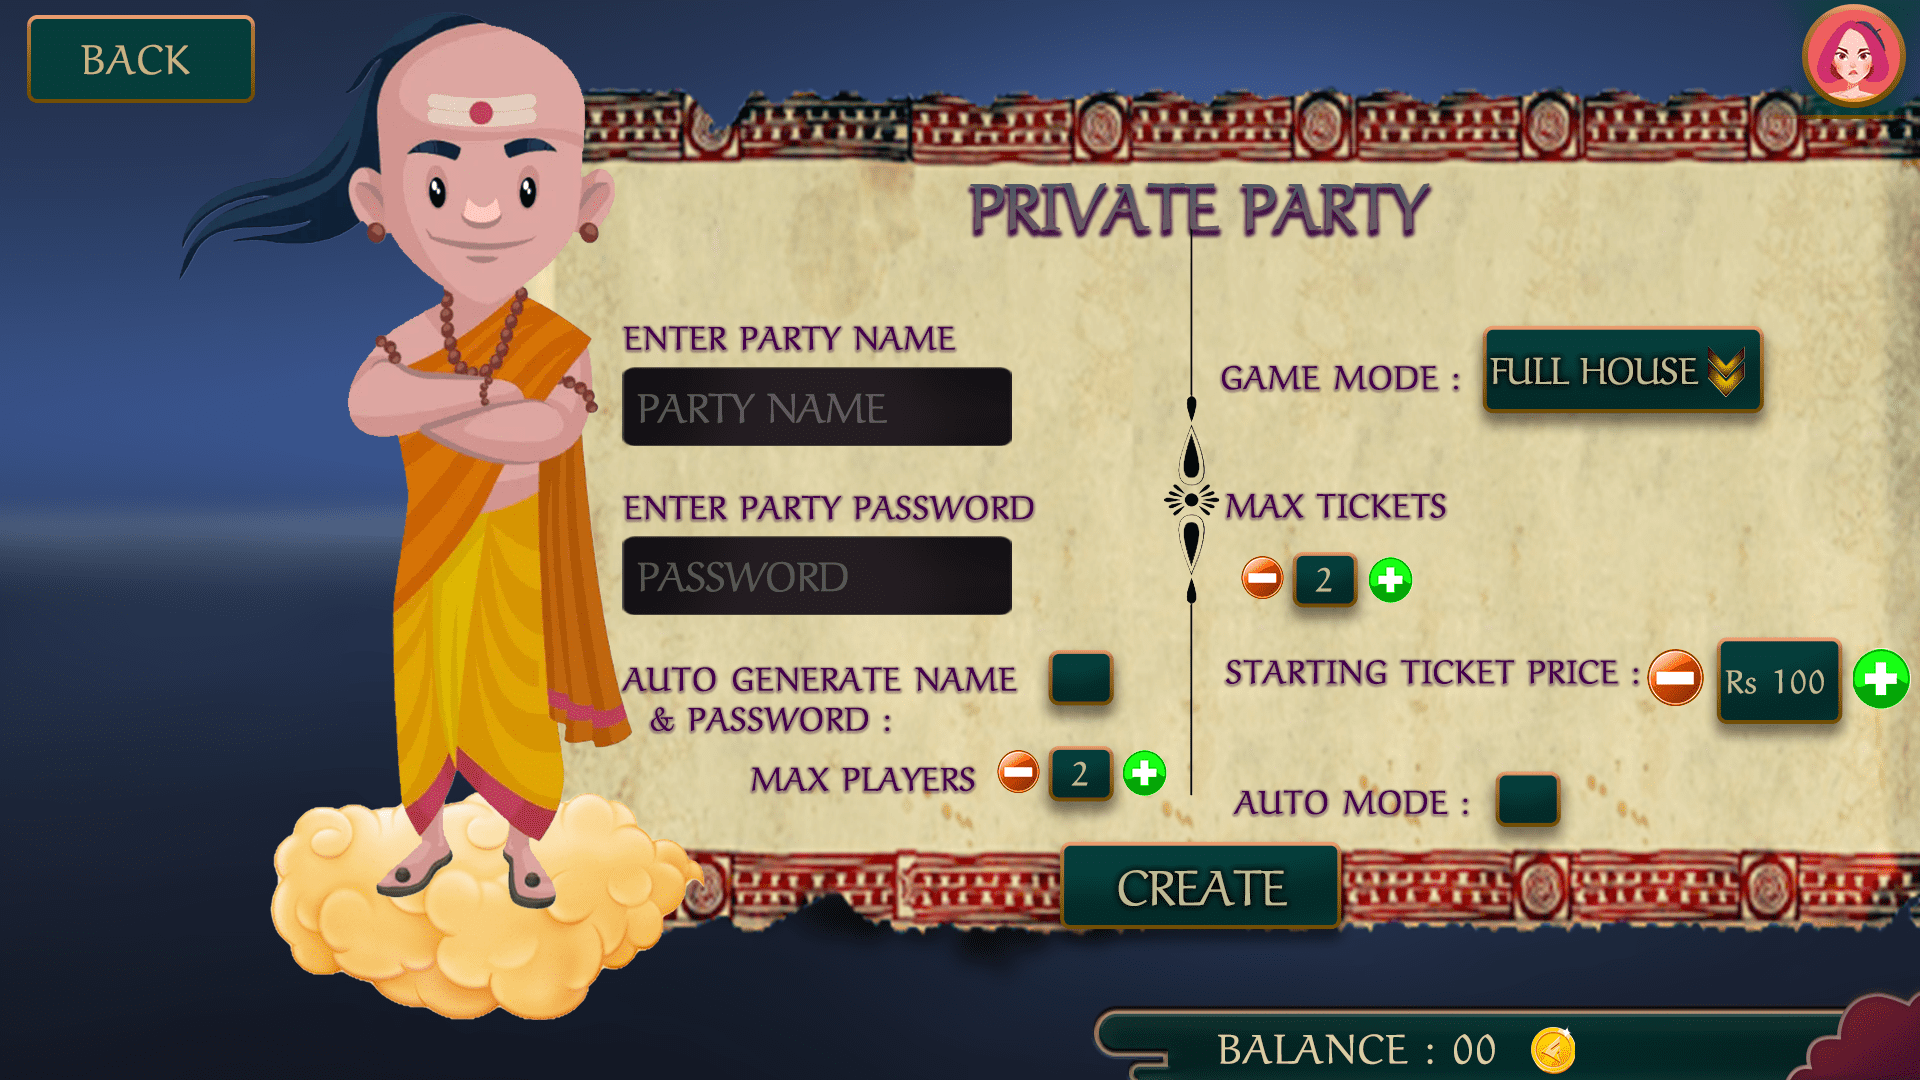 BACK
PRIVATE PARTY
ENTER PARTY NAME
PARTY NAME
ENTER PARTY PASSWORD
PASSWORD
AUTO GENERATE NAME
& PASSWORD :
MAX PLAYERS
2
GAME MODE :
FULL HOUSE
MAX TICKETS
2
STARTING TICKET PRICE :
Rs 100
AUTO MODE :
CREATE
BALANCE : 00